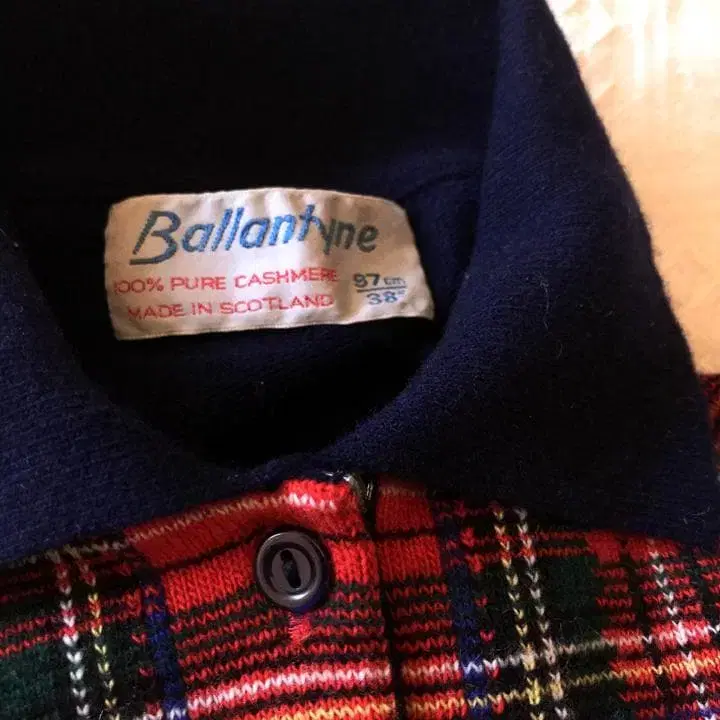 Ballantyne
100% PURE CASHMERE
MADE IN SCOTLAND
97cm
38"